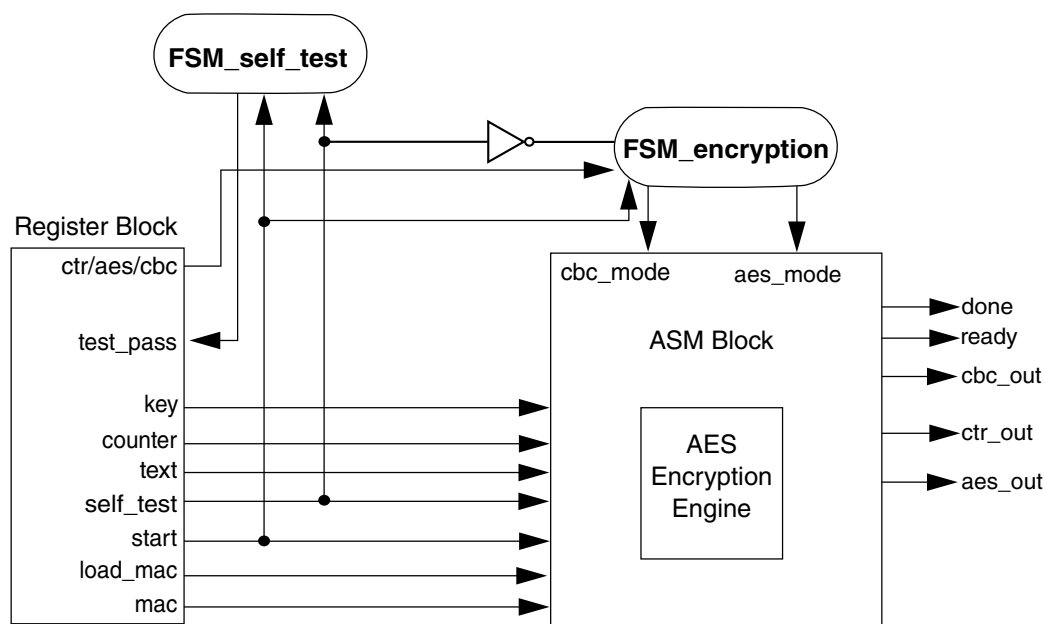 FSM_self_test
FSM_encryption
Register Block
ctr/aes/cbc
test_pass
key
counter
text
self_test
start
load_mac
mac
cbc_mode
aes_mode
ASM Block
AES
Encryption
Engine
done
ready
cbc_out
ctr_out
aes_out